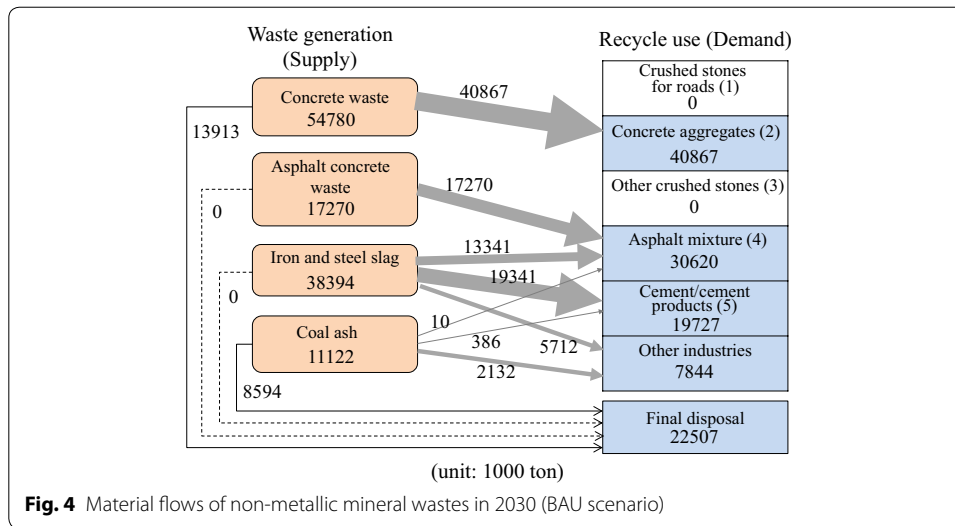 Waste generation
(Supply)
Recycle use (Demand)
Concrete waste
54780
40867
Crushed stones
for roads (1)
0
13913
Concrete aggregates (2)
40867
Asphalt concrete
waste
17270
17270
0
Other crushed stones (3)
0
Iron and steel slag
38394
13341
19341
0
Asphalt mixture (4)
30620
Cement/cement
products (5)
19727
Coal ash
11122
10
386
5712
2132
Other industries
7844
8594
Final disposal
22507
(unit: 1000 ton)
Fig. 4 Material flows of non-metallic mineral wastes in 2030 (BAU scenario)